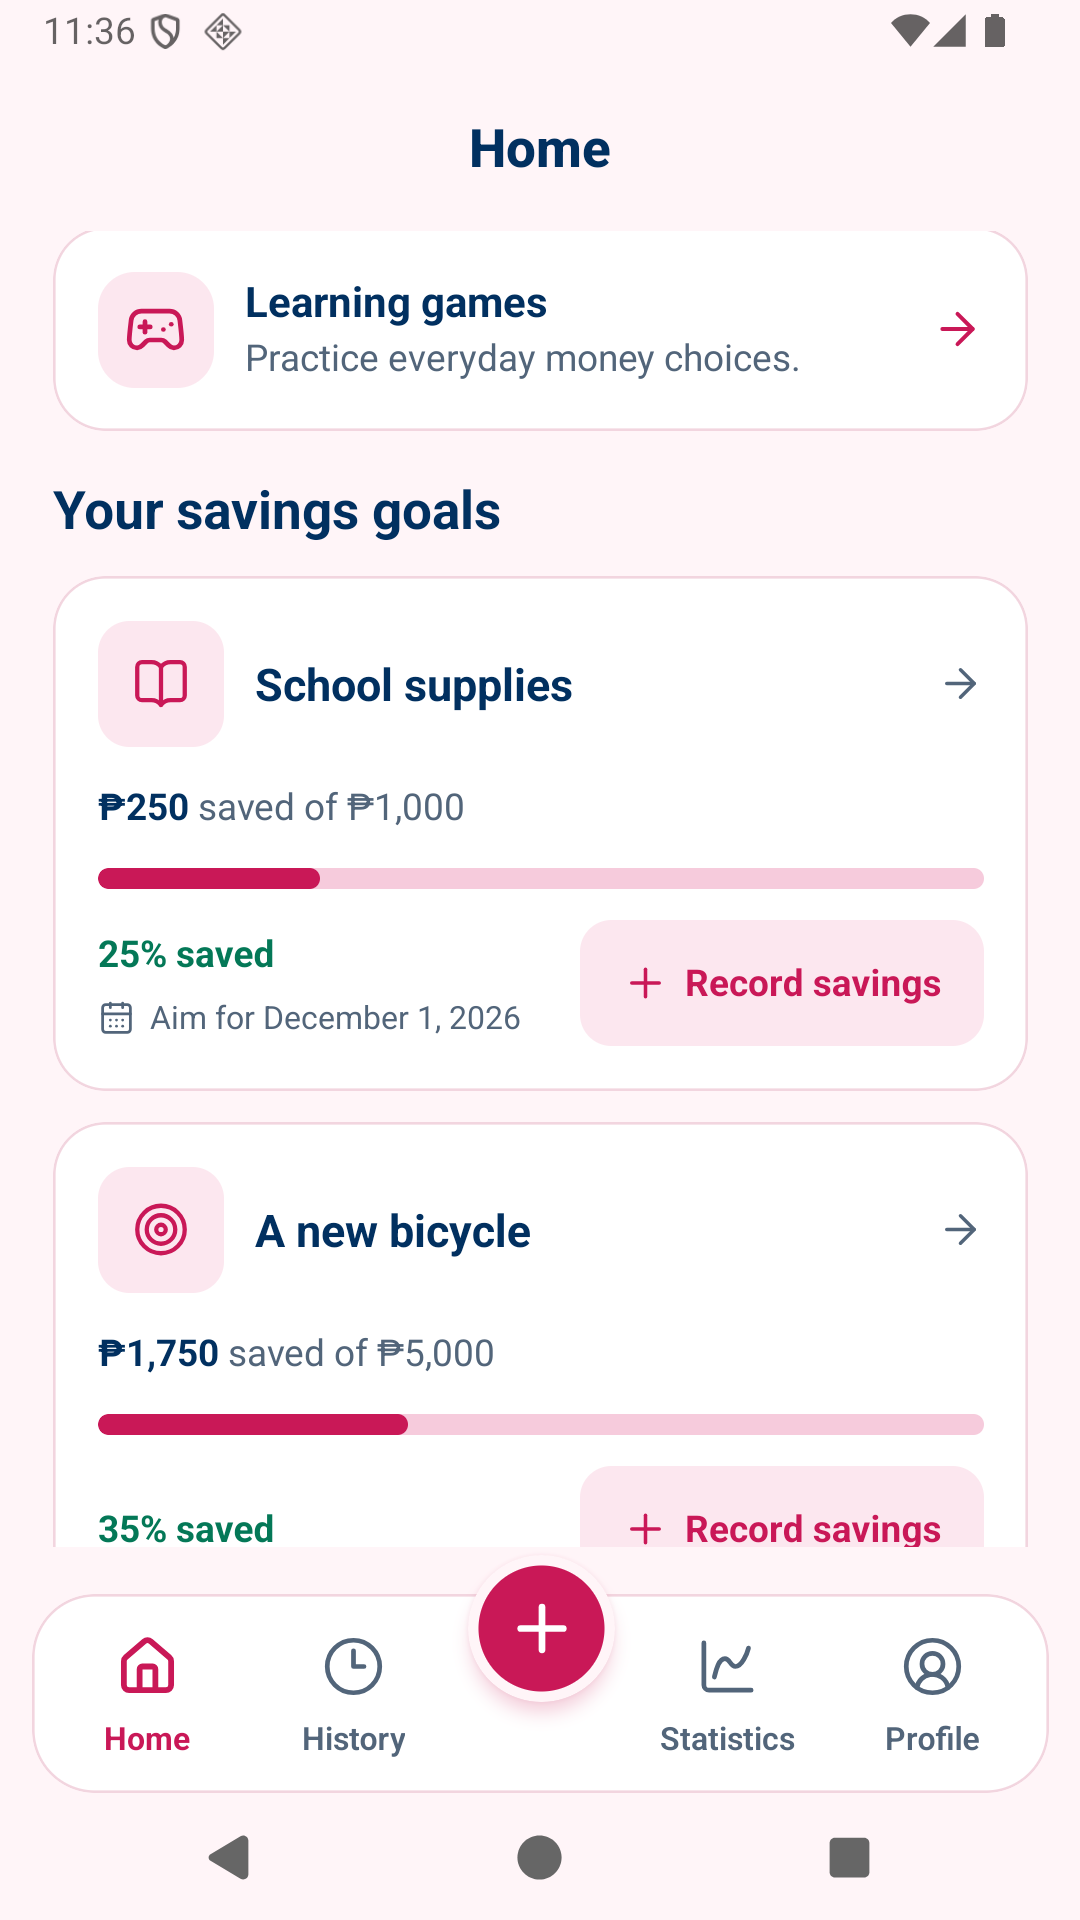 11:36
Home
Learning games
Practice everyday money choices.
Your savings goals
School supplies
₱250 saved of ₱1,000
25% saved
Aim for December 1, 2026
+ Record savings
A new bicycle
₱1,750 saved of ₱5,000
35% saved
+ Record savings
Home
History
Statistics
Profile